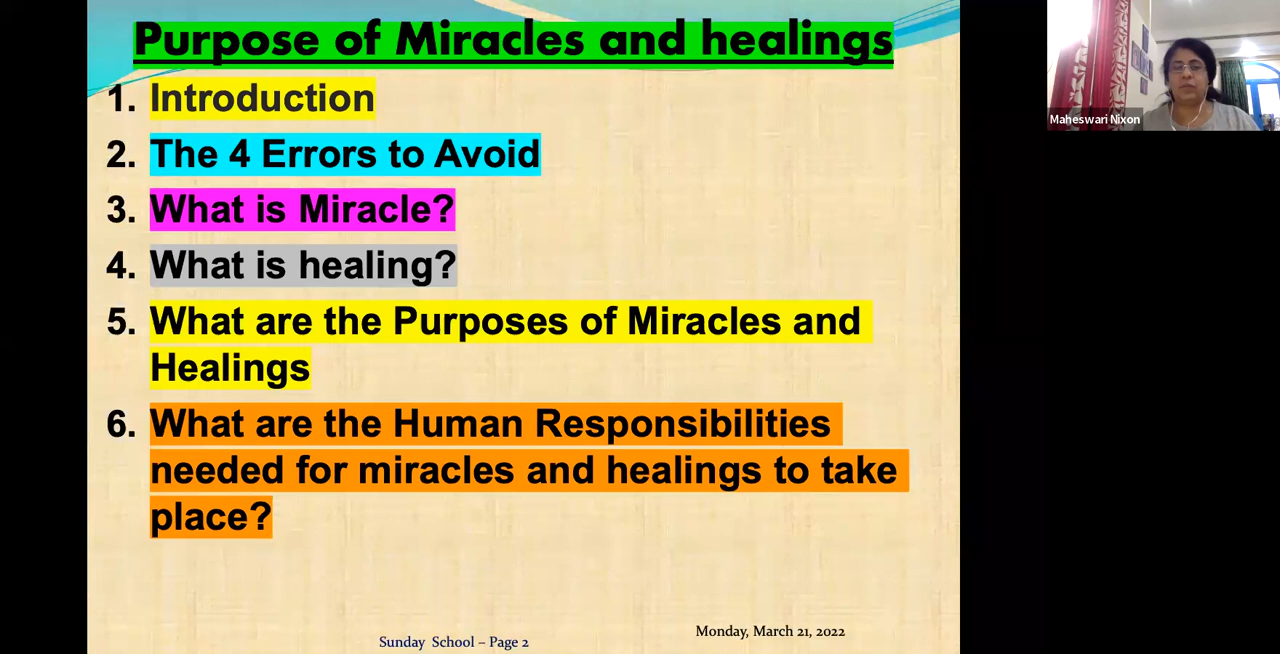 Purpose of Miracles and healings
1. Introduction
2. The 4 Errors to Avoid
3. What is Miracle?
4. What is healing?
5. What are the Purposes of Miracles and
Healings
6. What are the Human Responsibilities
needed for miracles and healings to take
place?
Sunday School – Page 2
Monday, March 21, 2022
Maheswari Nixon